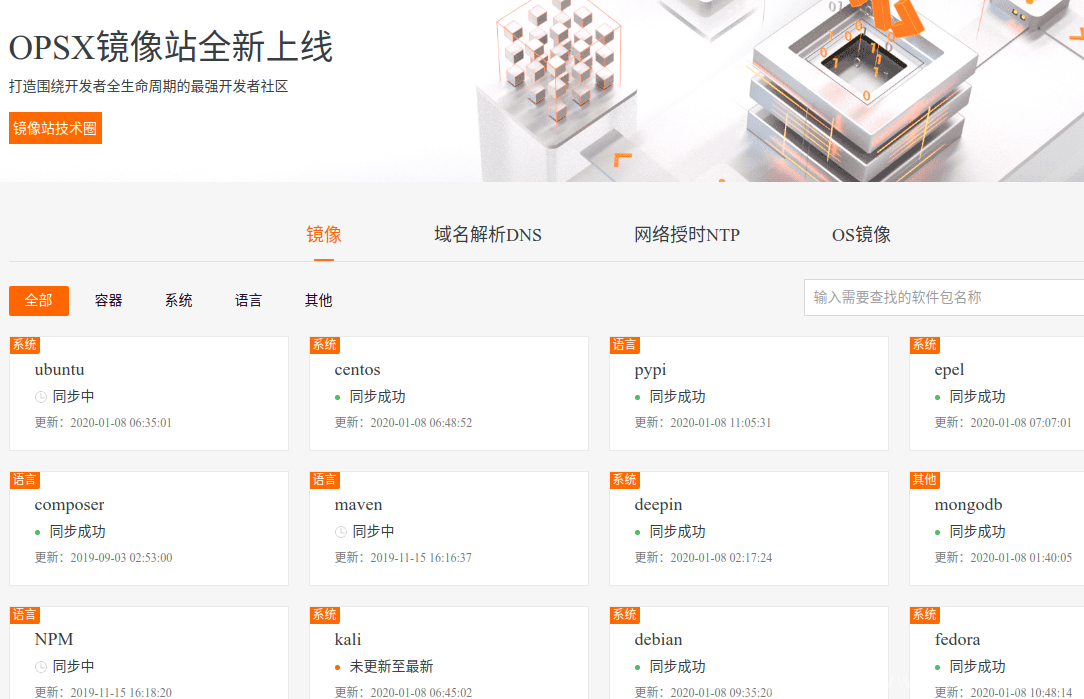 OPSX镜像站全新上线
打造围绕开发者全生命周期的最强开发者社区
镜像站技术圈
镜像 域名解析DNS 网络授时NTP OS镜像
全部 容器 系统 语言 其他 输入需要查找的软件包名称
系统 系统 语言 系统
ubuntu centos pypi epel
同步中 同步成功 同步成功 同步成功
更新：2020-01-08 06:35:01 更新：2020-01-08 06:48:52 更新：2020-01-08 11:05:31 更新：2020-01-08 07:07:01
语言 语言 系统 其他
composer maven deepin mongodb
同步成功 同步中 同步成功 同步成功
更新：2019-09-03 02:53:00 更新：2019-11-15 16:16:37 更新：2020-01-08 02:17:24 更新：2020-01-08 01:40:05
语言 系统 系统 系统
NPM kali debian fedora
同步中 未更新至最新 同步成功 同步成功
更新：2019-11-15 16:18:20 更新：2020-01-08 06:45:02 更新：2020-01-08 09:35:20 更新：2020-01-08 10:48:14